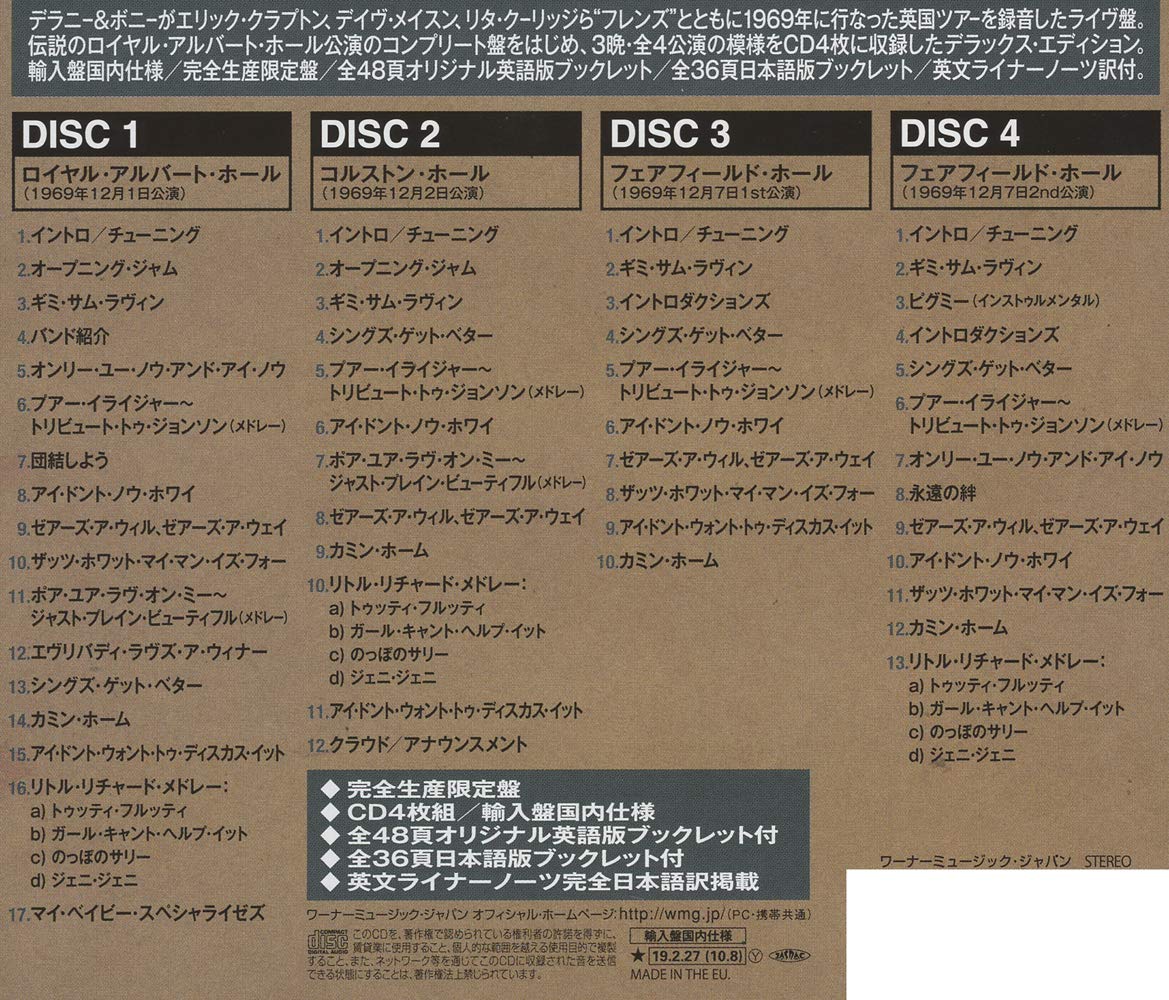 デラニー&ボニーがエリック・クラプトン、デイヴ・メイスン、リタ・クーリッジら“フレンズ”とともに1969年に行なった英国ツアーを録音したライヴ盤。
伝説のロイヤル・アルバート・ホール公演のコンプリート盤をはじめ、3晩・全4公演の模様をCD4枚に収録したデラックス・エディション。
輸入盤国内仕様／完全生産限定盤／全48頁オリジナル英語版ブックレット／全36頁日本語版ブックレット／英文ライナーノーツ訳付。
DISC 1
ロイヤル・アルバート・ホール
(1969年12月1日公演)
1.イントロ／チューニング
2.オープニング・ジャム
3.ギミ・サム・ラヴィン
4.バンド紹介
5.オンリー・ユー・ノウ・アンド・アイ・ノウ
6.プアー・イライジャー〜
トリビュート・トゥ・ジョンソン(メドレー)
7.団結しよう
8.アイ・ドント・ノウ・ホワイ
9.ゼアーズ・ア・ウィル、ゼアーズ・ア・ウェイ
10.ザッツ・ホワット・マイ・マン・イズ・フォー
11.ポア・ユア・ラヴ・オン・ミー〜
ジャスト・プレイン・ビューティフル(メドレー)
12.エヴリバディ・ラヴズ・ア・ウィナー
13.シングズ・ゲット・ベター
14.カミン・ホーム
15.アイ・ドント・ウォント・トゥ・ディスカス・イット
16.リトル・リチャード・メドレー：
a) トゥッティ・フルッティ
b) ガール・キャント・ヘルプ・イット
c) のっぽのサリー
d) ジェニ・ジェニ
17.マイ・ベイビー・スペシャライゼズ
DISC 2
コルストン・ホール
(1969年12月2日公演)
1.イントロ／チューニング
2.オープニング・ジャム
3.ギミ・サム・ラヴィン
4.シングズ・ゲット・ベター
5.プアー・イライジャー〜
トリビュート・トゥ・ジョンソン(メドレー)
6.アイ・ドント・ノウ・ホワイ
7.ポア・ユア・ラヴ・オン・ミー〜
ジャスト・プレイン・ビューティフル(メドレー)
8.ゼアーズ・ア・ウィル、ゼアーズ・ア・ウェイ
9.カミン・ホーム
10.リトル・リチャード・メドレー：
a) トゥッティ・フルッティ
b) ガール・キャント・ヘルプ・イット
c) のっぽのサリー
d) ジェニ・ジェニ
11.アイ・ドント・ウォント・トゥ・ディスカス・イット
12.クラウド／アナウンスメント
DISC 3
フェアフィールド・ホール
(1969年12月7日1st公演)
1.イントロ／チューニング
2.ギミ・サム・ラヴィン
3.イントロダクションズ
4.シングズ・ゲット・ベター
5.プアー・イライジャー〜
トリビュート・トゥ・ジョンソン(メドレー)
6.アイ・ドント・ノウ・ホワイ
7.ゼアーズ・ア・ウィル、ゼアーズ・ア・ウェイ
8.ザッツ・ホワット・マイ・マン・イズ・フォー
9.アイ・ドント・ウォント・トゥ・ディスカス・イット
10.カミン・ホーム
DISC 4
フェアフィールド・ホール
(1969年12月7日2nd公演)
1.イントロ／チューニング
2.ギミ・サム・ラヴィン
3.ピグミー(インストゥルメンタル)
4.イントロダクションズ
5.シングズ・ゲット・ベター
6.プアー・イライジャー〜
トリビュート・トゥ・ジョンソン(メドレー)
7.オンリー・ユー・ノウ・アンド・アイ・ノウ
8.永遠の絆
9.ゼアーズ・ア・ウィル、ゼアーズ・ア・ウェイ
10.アイ・ドント・ノウ・ホワイ
11.ザッツ・ホワット・マイ・マン・イズ・フォー
12.カミン・ホーム
13.リトル・リチャード・メドレー：
a) トゥッティ・フルッティ
b) ガール・キャント・ヘルプ・イット
c) のっぽのサリー
d) ジェニ・ジェニ
◆ 完全生産限定盤
◆ CD4枚組／輸入盤国内仕様
◆ 全48頁オリジナル英語版ブックレット付
◆ 全36頁日本語版ブックレット付
◆ 英文ライナーノーツ完全日本語訳掲載
ワーナーミュージック・ジャパン STEREO
ワーナーミュージック・ジャパン オフィシャル・ホームページ：http://wmg.jp/(PC・携帯共通)
COMPACT disc DIGITAL AUDIO
このCDを、著作権で認められている権利者の許諾を得ずに、
賃貸業に使用すること、個人的な範囲を越える使用目的で複製
すること、また、ネットワーク等を通じてこのCDに収録された音を送信
できる状態にすることは、著作権法上禁じられています。
輸入盤国内仕様
★ 19.2.27 (10.8) Ⓨ JASRAC
MADE IN THE EU.